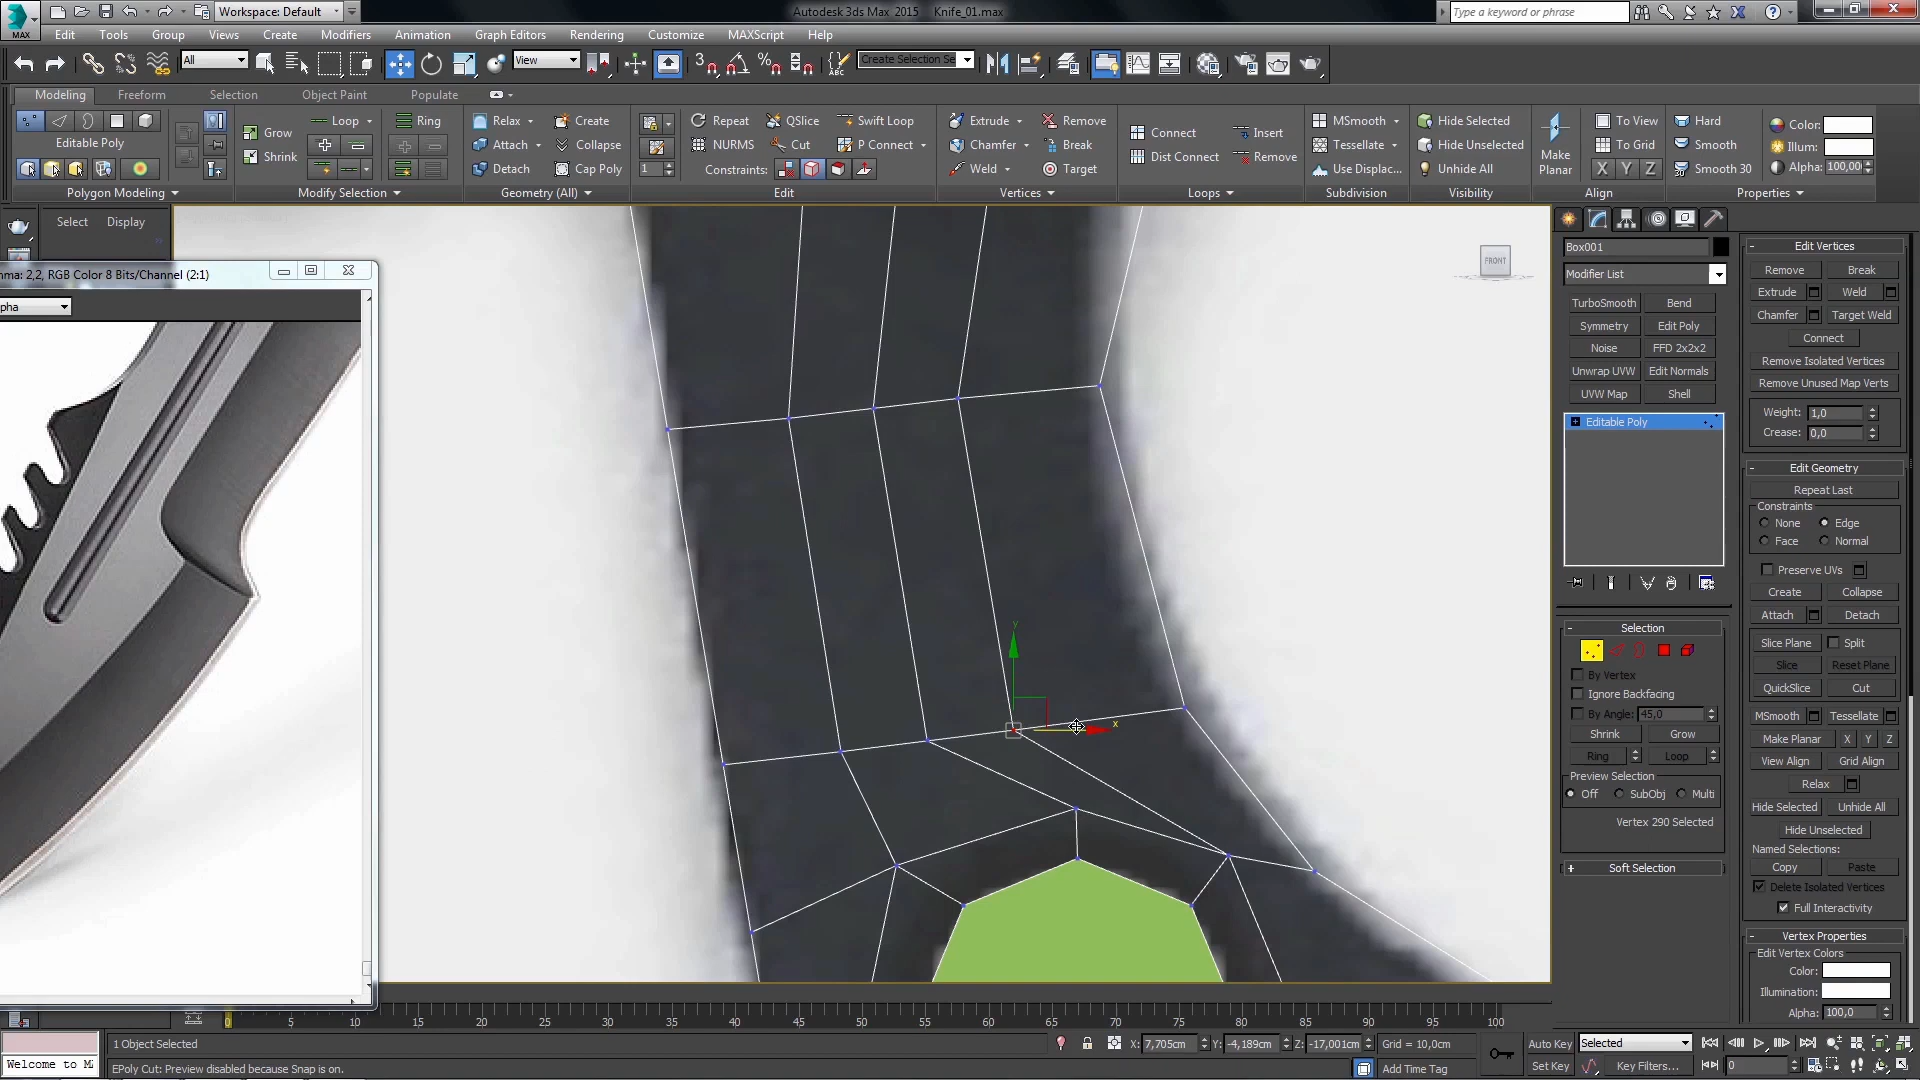 Workspace: Default
Autodesk 3ds Max 2015 Knife_01.max
Type a keyword or phrase
MAX
Edit Tools Group Views Create Modifiers Animation Graph Editors Rendering Customize MAXScript Help
All View Create Selection Se
Modeling Freeform Selection Object Paint Populate
Loop Ring Relax Create Repeat QSlice Swift Loop Extrude Remove MSmooth Hide Selected To View Hard Color:
Grow Connect Insert
Editable Poly Attach Collapse NURMS Cut P Connect Chamfer Break Tessellate Hide Unselected Make To Grid Smooth Illum:
Shrink Dist Connect Remove Planar
Detach Cap Poly 1 Constraints: Weld Target Use Displac... Unhide All X Y Z Smooth 30 Alpha: 100,00
Polygon Modeling Modify Selection Geometry (All) Edit Vertices Loops Subdivision Visibility Align Properties
Select Display
mma: 2,2, RGB Color 8 Bits/Channel (2:1)
pha
FRONT
y
x
Box001
Modifier List
TurboSmooth Bend
Symmetry Edit Poly
Noise FFD 2x2x2
Unwrap UVW Edit Normals
UVW Map Shell
Editable Poly
Selection
By Vertex
Ignore Backfacing
By Angle: 45,0
Shrink Grow
Ring Loop
Preview Selection
Off SubObj Multi
Vertex 290 Selected
Soft Selection
Edit Vertices
Remove Break
Extrude Weld
Chamfer Target Weld
Connect
Remove Isolated Vertices
Remove Unused Map Verts
Weight: 1,0
Crease: 0,0
Edit Geometry
Repeat Last
Constraints
None Edge
Face Normal
Preserve UVs
Create Collapse
Attach Detach
Slice Plane Split
Slice Reset Plane
QuickSlice Cut
MSmooth Tessellate
Make Planar X Y Z
View Align Grid Align
Relax
Hide Selected Unhide All
Hide Unselected
Named Selections:
Copy Paste
Delete Isolated Vertices
Full Interactivity
Vertex Properties
Edit Vertex Colors
Color:
Illumination:
Alpha: 100,0
0 5 10 15 20 25 30 35 40 45 50 55 60 65 70 75 80 85 90 95 100
1 Object Selected X: 7,705cm Y: -4,189cm Z: -17,001cm Grid = 10,0cm Auto Key Selected
Welcome to M EPoly Cut: Preview disabled because Snap is on. Add Time Tag Set Key Key Filters... 0